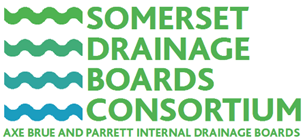 SOMERSET
DRAINAGE
BOARDS
CONSORTIUM
AXE BRUE AND PARRETT INTERNAL DRAINAGE BOARDS